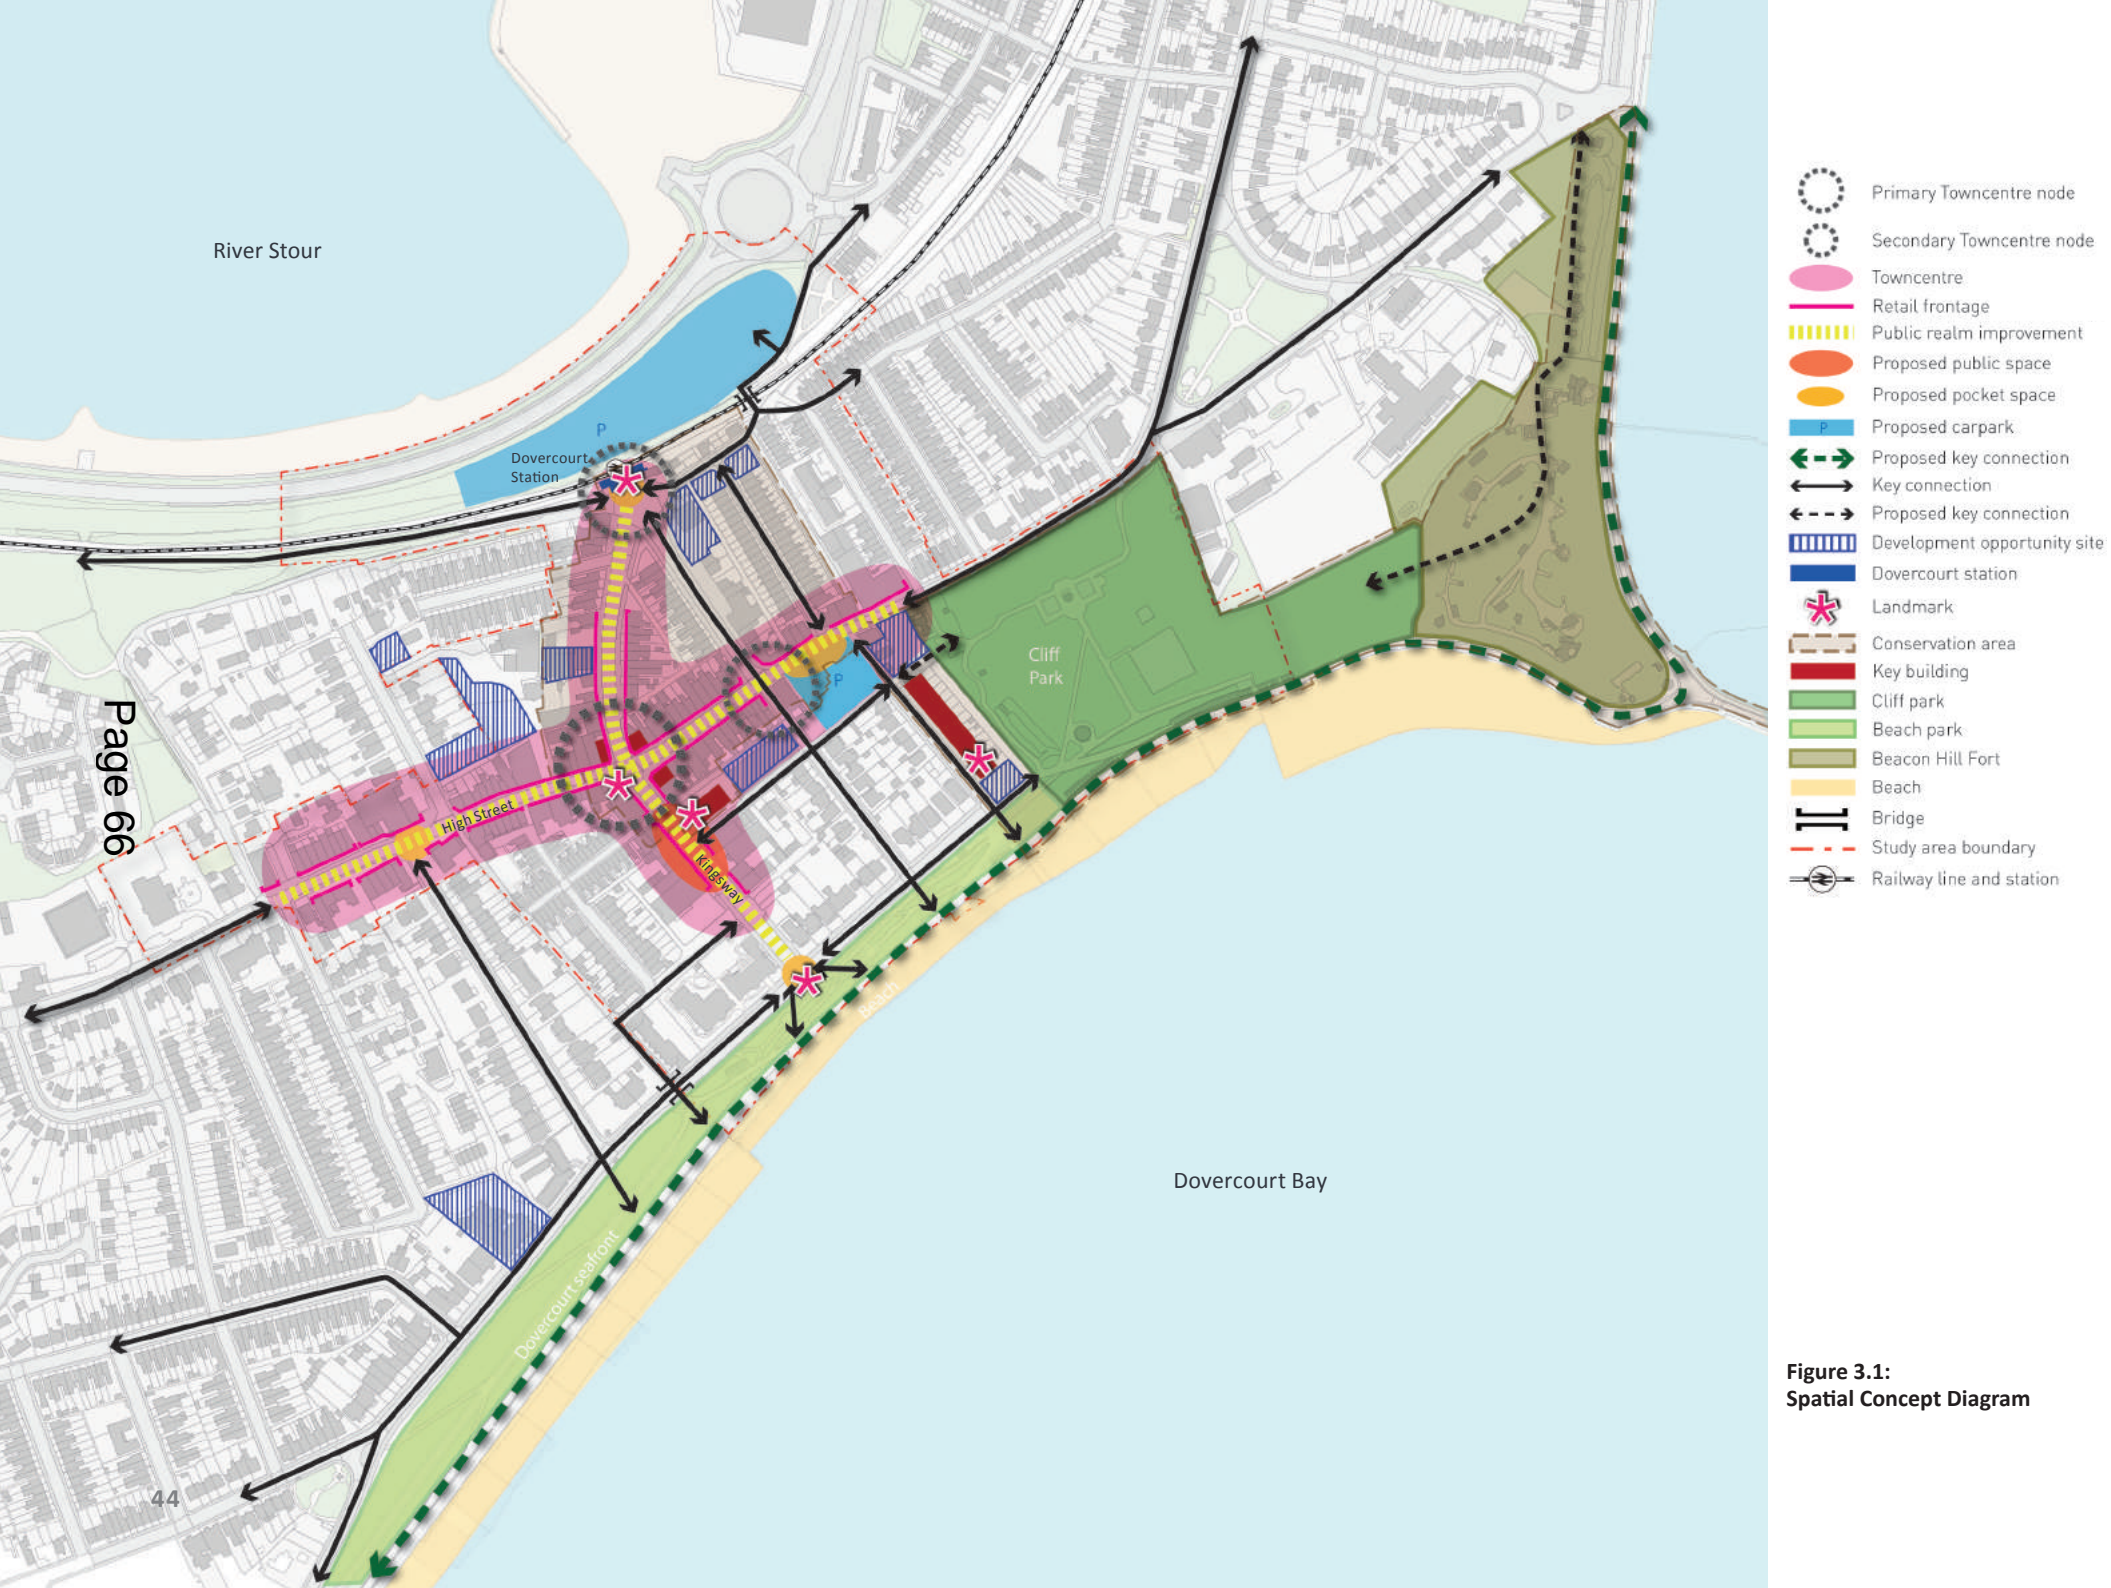 River Stour
P
Dovercourt
Station
Cliff
Park
P
High Street
Kingsway
Beach
Dovercourt seafront
Dovercourt Bay
Page 66
44
Primary Towncentre node
Secondary Towncentre node
Towncentre
Retail frontage
Public realm improvement
Proposed public space
Proposed pocket space
P
Proposed carpark
Proposed key connection
Key connection
Proposed key connection
Development opportunity site
Dovercourt station
Landmark
Conservation area
Key building
Cliff park
Beach park
Beacon Hill Fort
Beach
Bridge
Study area boundary
Railway line and station
Figure 3.1:
Spatial Concept Diagram